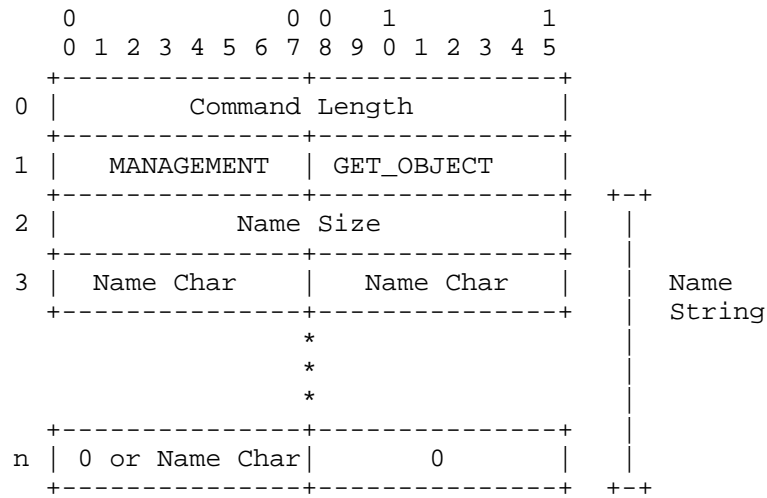 0 0 0 1 1
0 1 2 3 4 5 6 7 8 9 0 1 2 3 4 5
+---------------+---------------+
0 | Command Length |
+---------------+---------------+
1 | MANAGEMENT | GET_OBJECT |
+---------------+---------------+ +-+
2 | Name Size | |
+---------------+---------------+ |
3 | Name Char | Name Char | | Name
+---------------+---------------+ | String
* |
* |
* |
+---------------+---------------+ |
n | 0 or Name Char| 0 | |
+---------------+---------------+ +-+